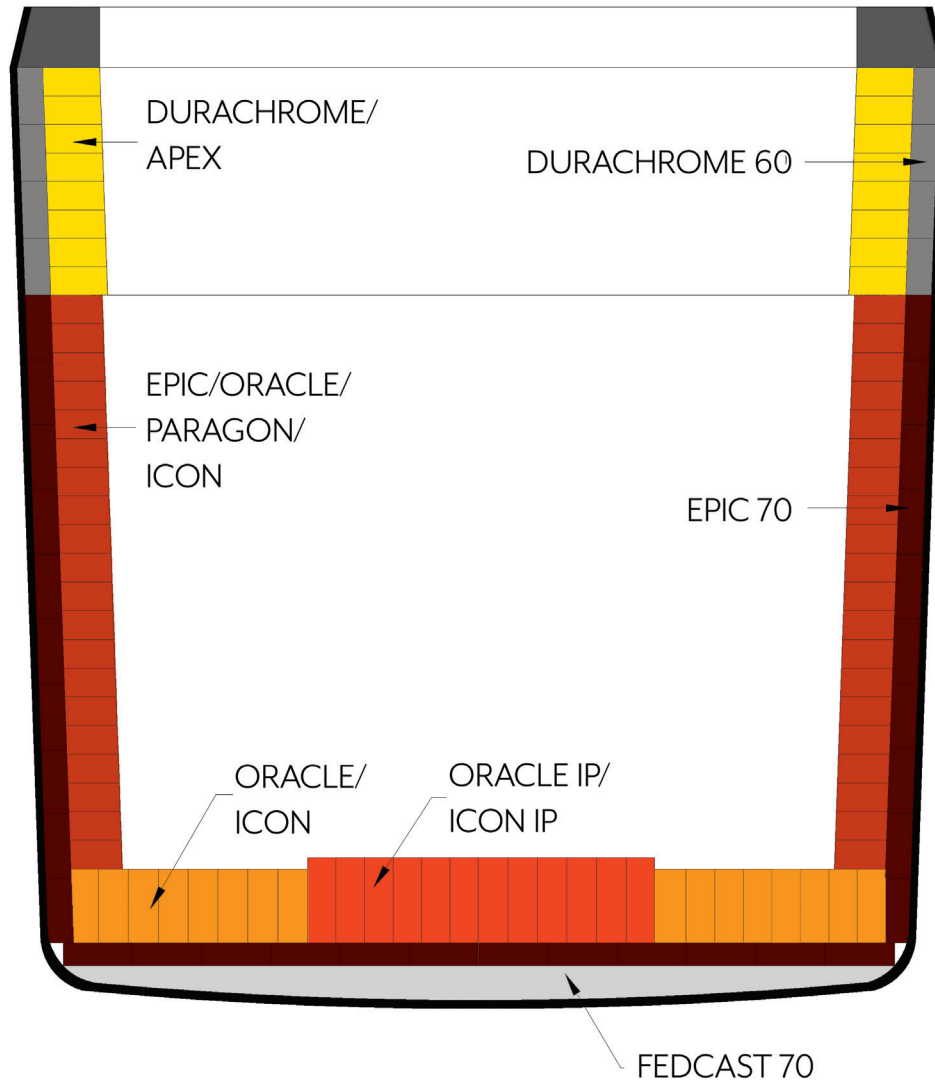 DURACHROME/
APEX
DURACHROME 60
EPIC/ORACLE/
PARAGON/
ICON
EPIC 70
ORACLE/
ICON
ORACLE IP/
ICON IP
FEDCAST 70